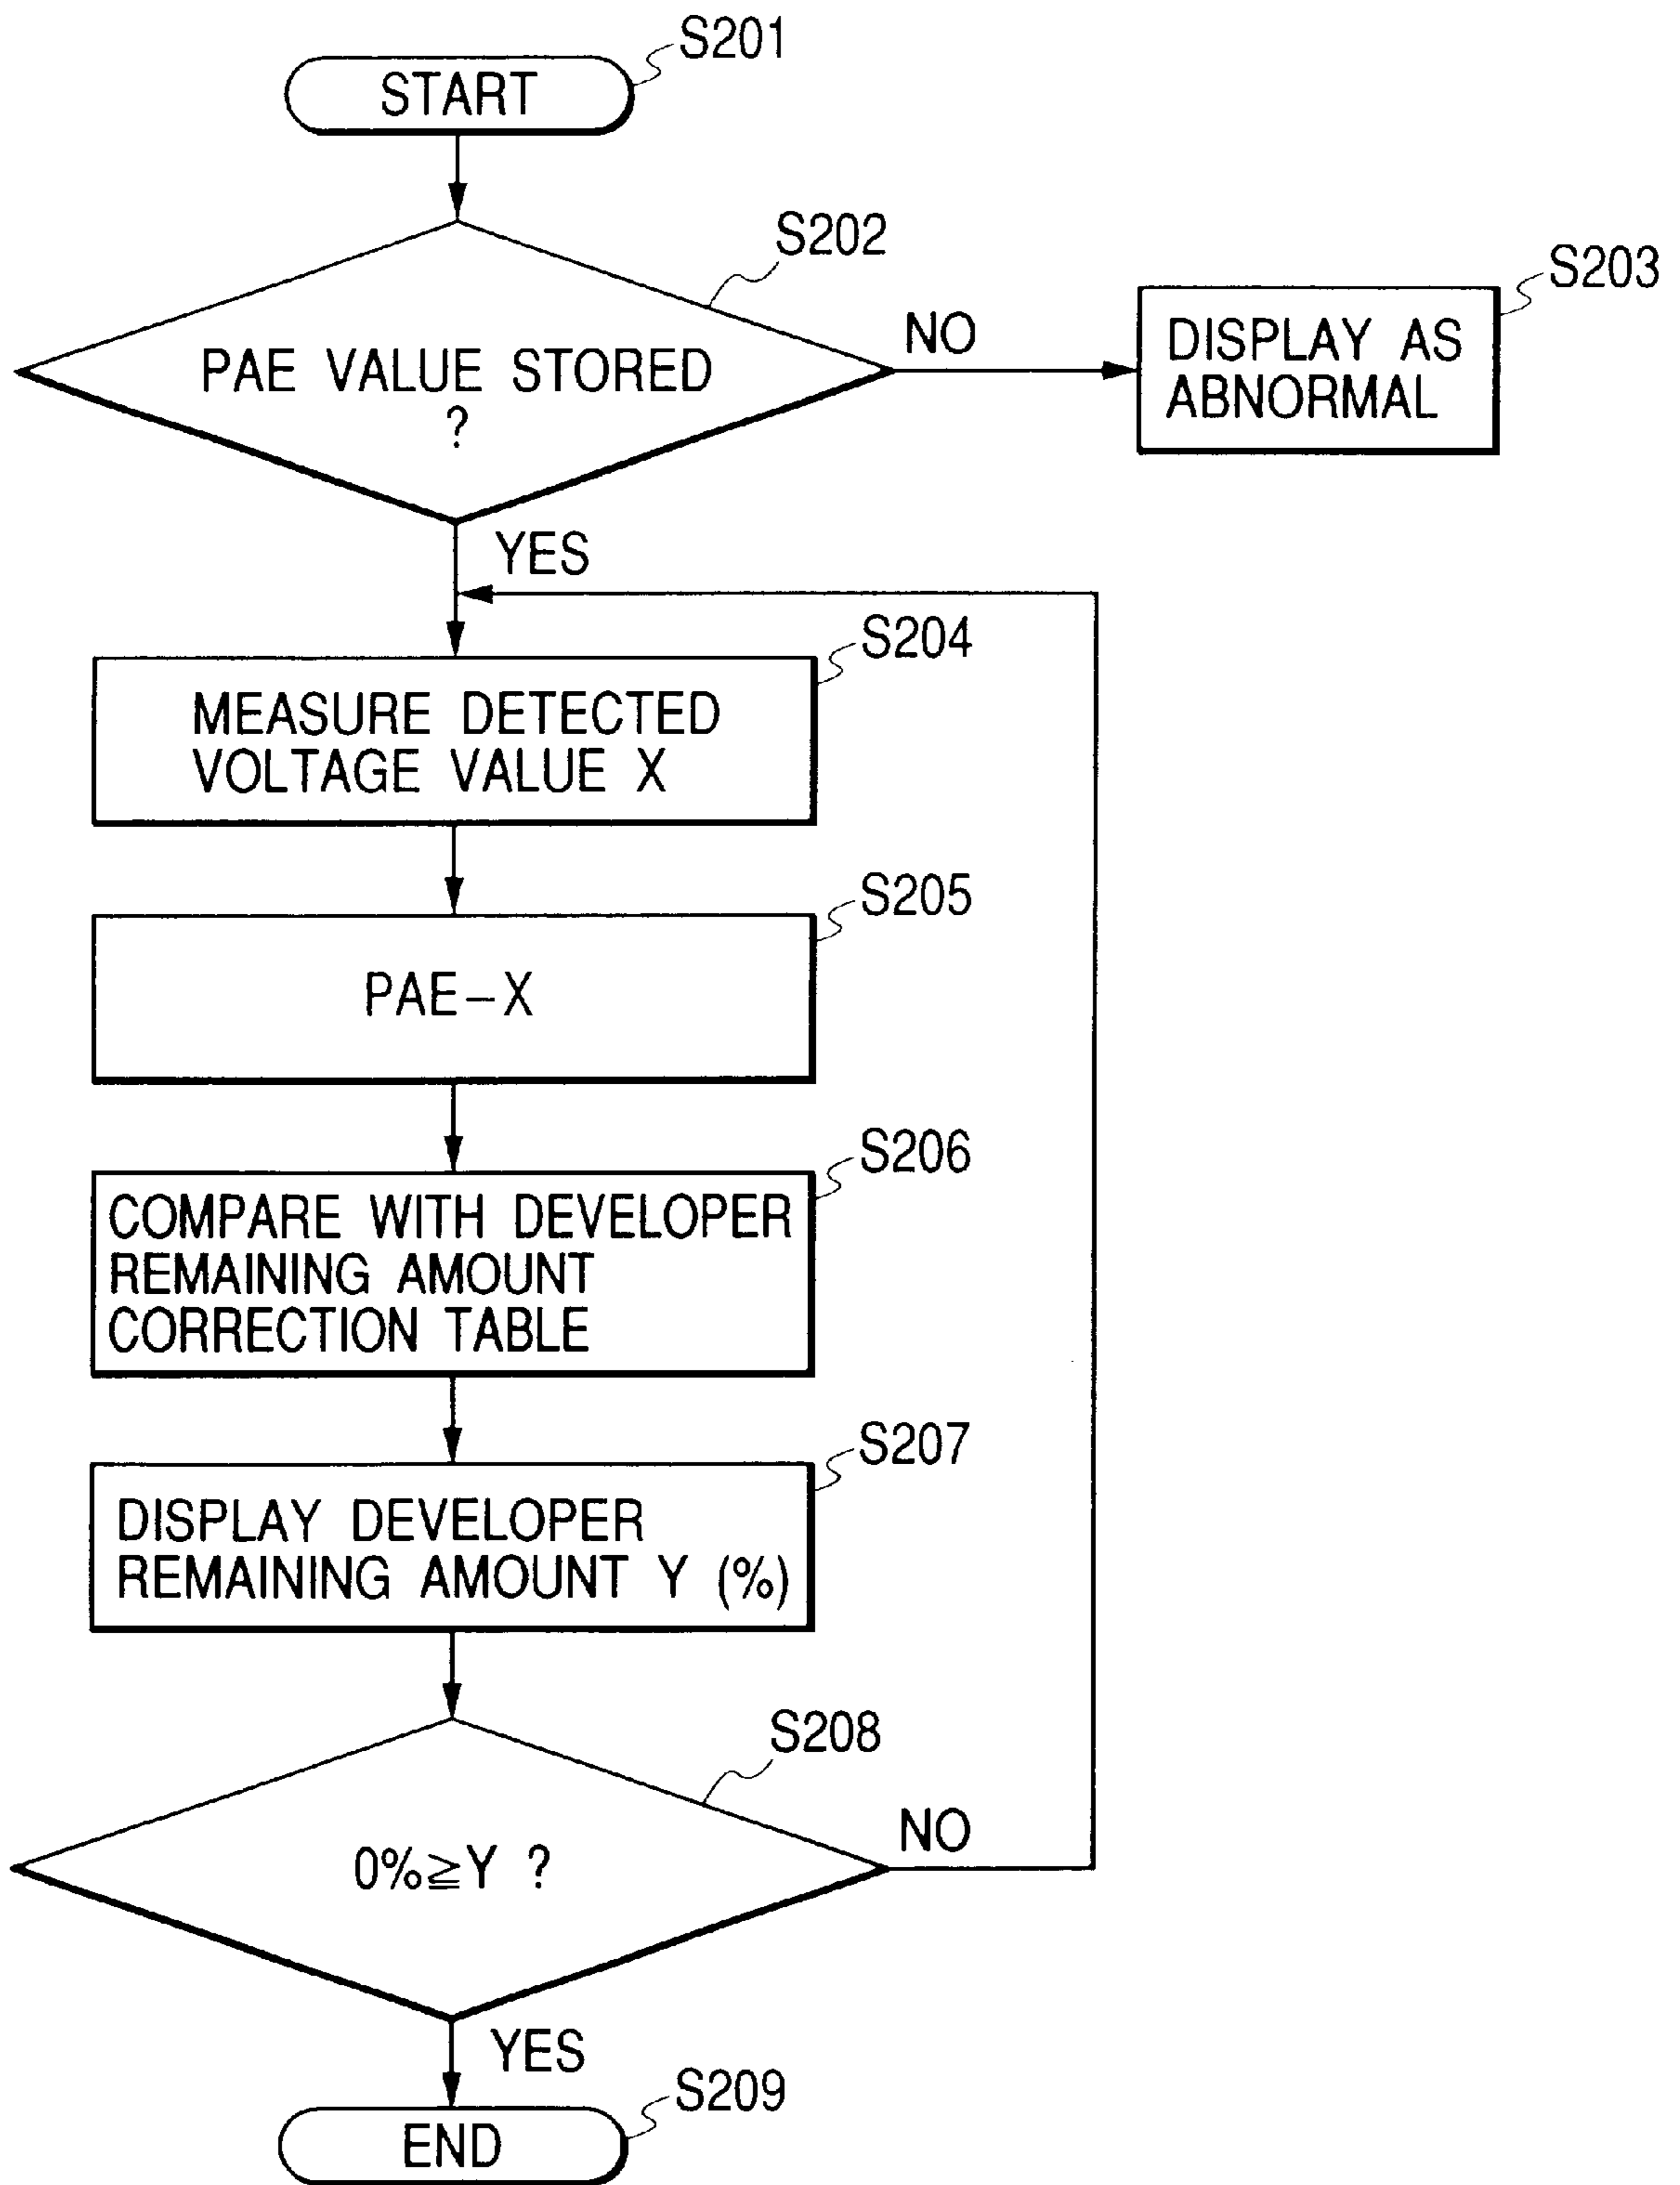 S201
START
S202
PAE VALUE STORED
?
NO
S203
DISPLAY AS
ABNORMAL
YES
S204
MEASURE DETECTED
VOLTAGE VALUE X
S205
PAE–X
S206
COMPARE WITH DEVELOPER
REMAINING AMOUNT
CORRECTION TABLE
S207
DISPLAY DEVELOPER
REMAINING AMOUNT Y (%)
S208
0%≧Y ?
NO
YES
S209
END